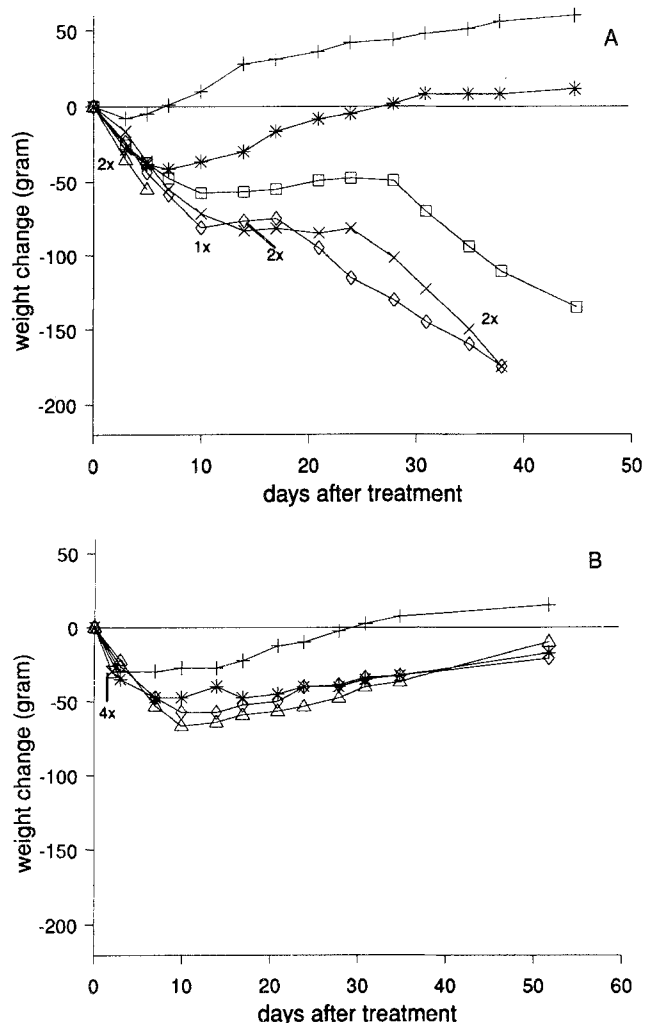 50
A
0
2x
-50
1x
2x
-100
2x
-150
-200
weight change (gram)
0 10 20 30 40 50
days after treatment
50
B
0
-50
4x
-100
-150
-200
weight change (gram)
0 10 20 30 40 50 60
days after treatment